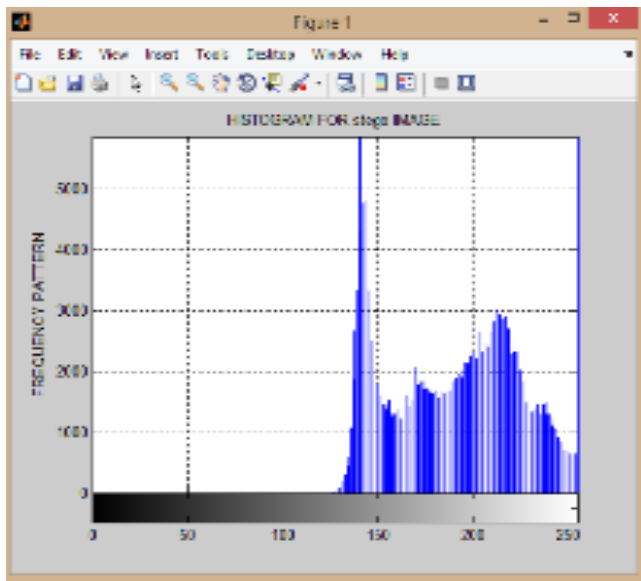 Figure 1
File Edit View Insert Tools Desktop Window Help
HISTOGRAM FOR stego IMAGE
FREQUENCY PATTERN
5000
4000
3000
2000
1000
0
0 50 100 150 200 250